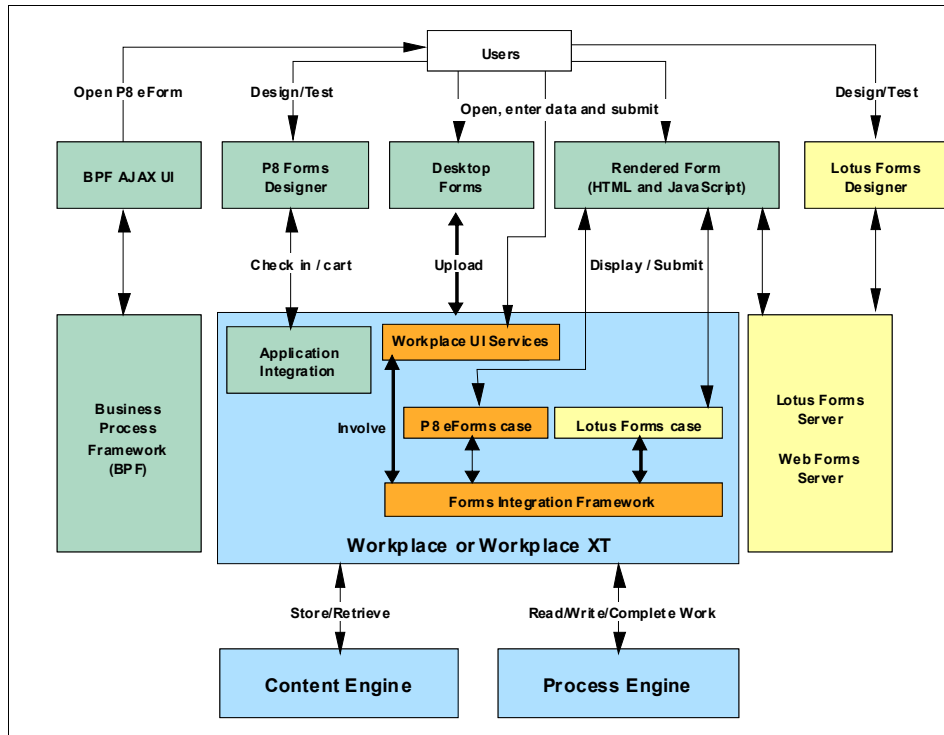 Users
Open P8 eForm
Design/Test
Open, enter data and submit
Design/Test
BPF AJAX UI
P8 Forms
Designer
Desktop
Forms
Rendered Form
(HTML and JavaScript)
Lotus Forms
Designer
Check in / cart
Upload
Display / Submit
Workplace UI Services
Application
Integration
Business
Process
Framework
(BPF)
Involve
P8 eForms case
Lotus Forms case
Lotus Forms
Server
Web Forms
Server
Forms Integration Framework
Workplace or Workplace XT
Store/Retrieve
Read/Write/Complete Work
Content Engine
Process Engine